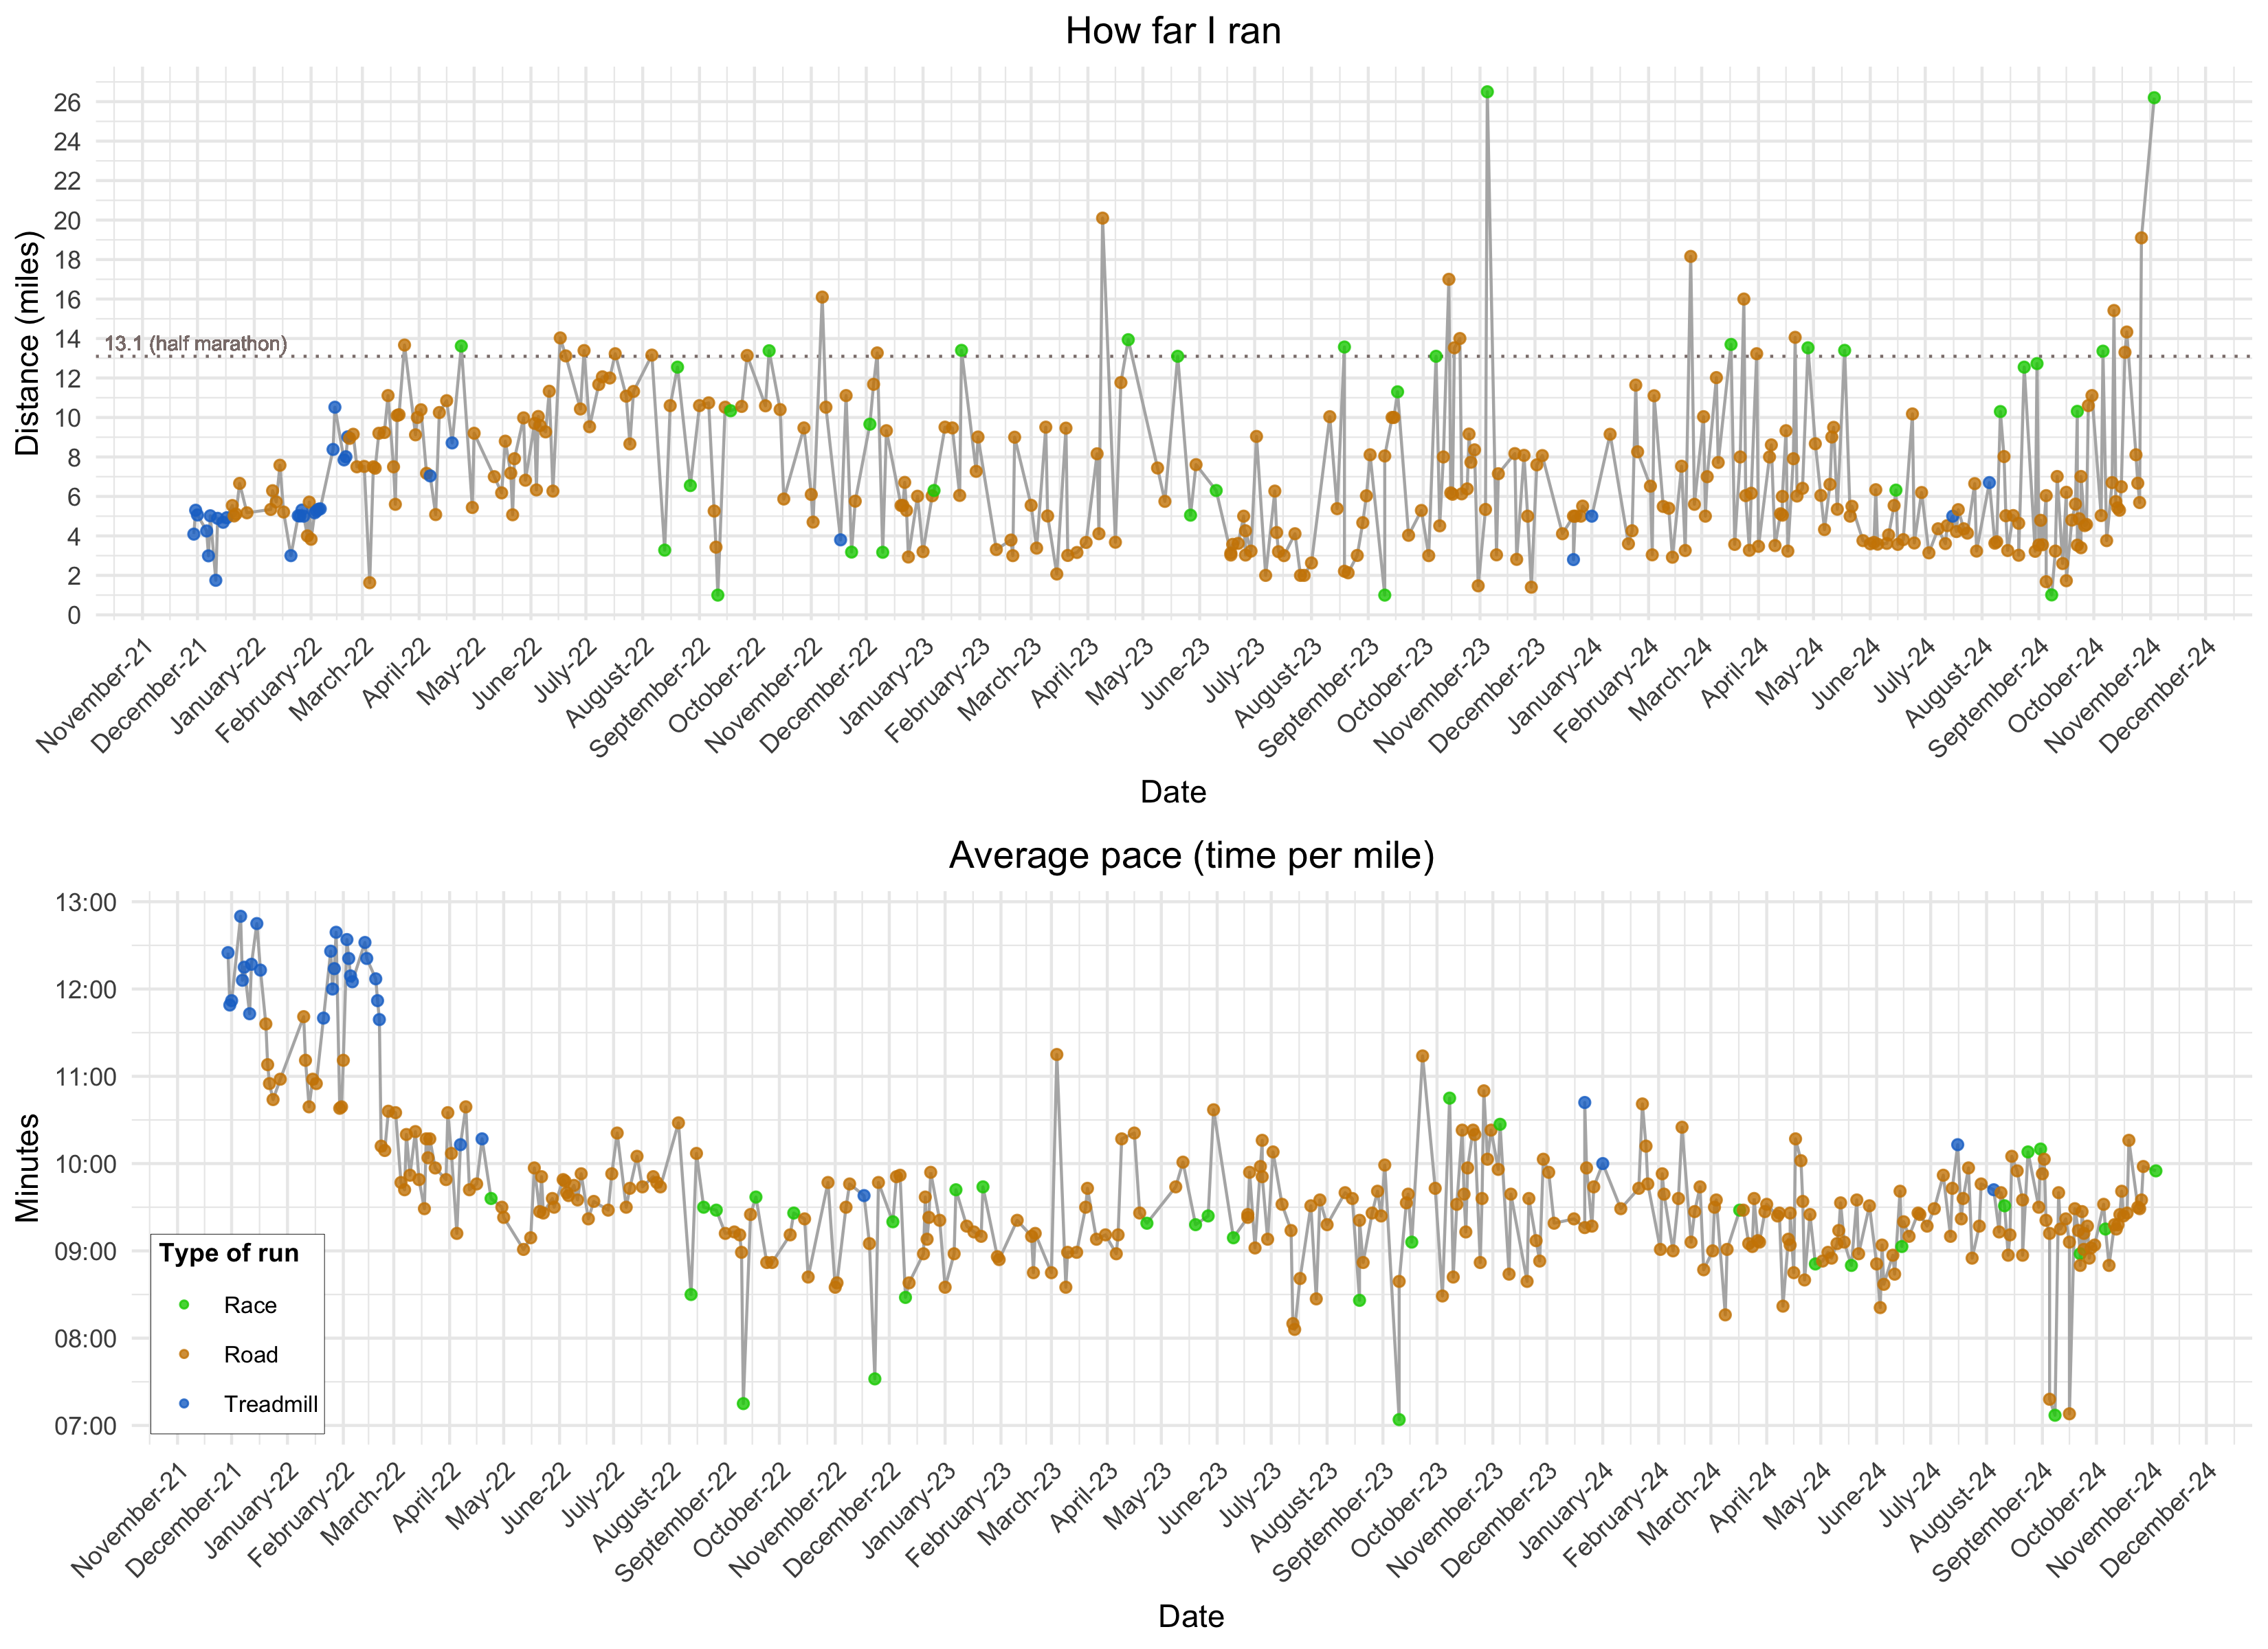 How far I ran
Distance (miles)
26
24
22
20
18
16
14
12
10
8
6
4
2
0
13.1 (half marathon)
November-21
December-21
January-22
February-22
March-22
April-22
May-22
June-22
July-22
August-22
September-22
October-22
November-22
December-22
January-23
February-23
March-23
April-23
May-23
June-23
July-23
August-23
September-23
October-23
November-23
December-23
January-24
February-24
March-24
April-24
May-24
June-24
July-24
August-24
September-24
October-24
November-24
December-24
Date
Average pace (time per mile)
Minutes
13:00
12:00
11:00
10:00
09:00
08:00
07:00
Type of run
Race
Road
Treadmill
November-21
December-21
January-22
February-22
March-22
April-22
May-22
June-22
July-22
August-22
September-22
October-22
November-22
December-22
January-23
February-23
March-23
April-23
May-23
June-23
July-23
August-23
September-23
October-23
November-23
December-23
January-24
February-24
March-24
April-24
May-24
June-24
July-24
August-24
September-24
October-24
November-24
December-24
Date